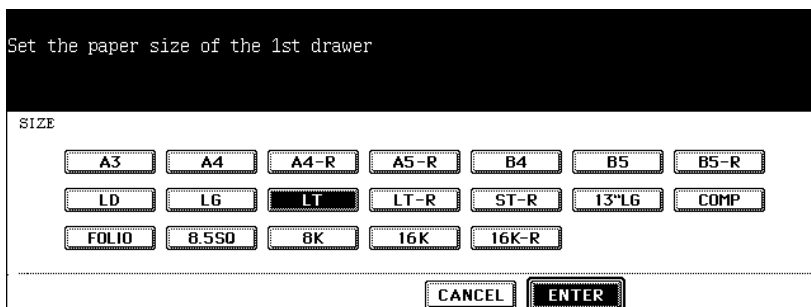 Set the paper size of the 1st drawer
SIZE
A3 A4 A4-R A5-R B4 B5 B5-R
LD LG LT LT-R ST-R 13"LG COMP
FOLIO 8.5SQ 8K 16K 16K-R
CANCEL ENTER